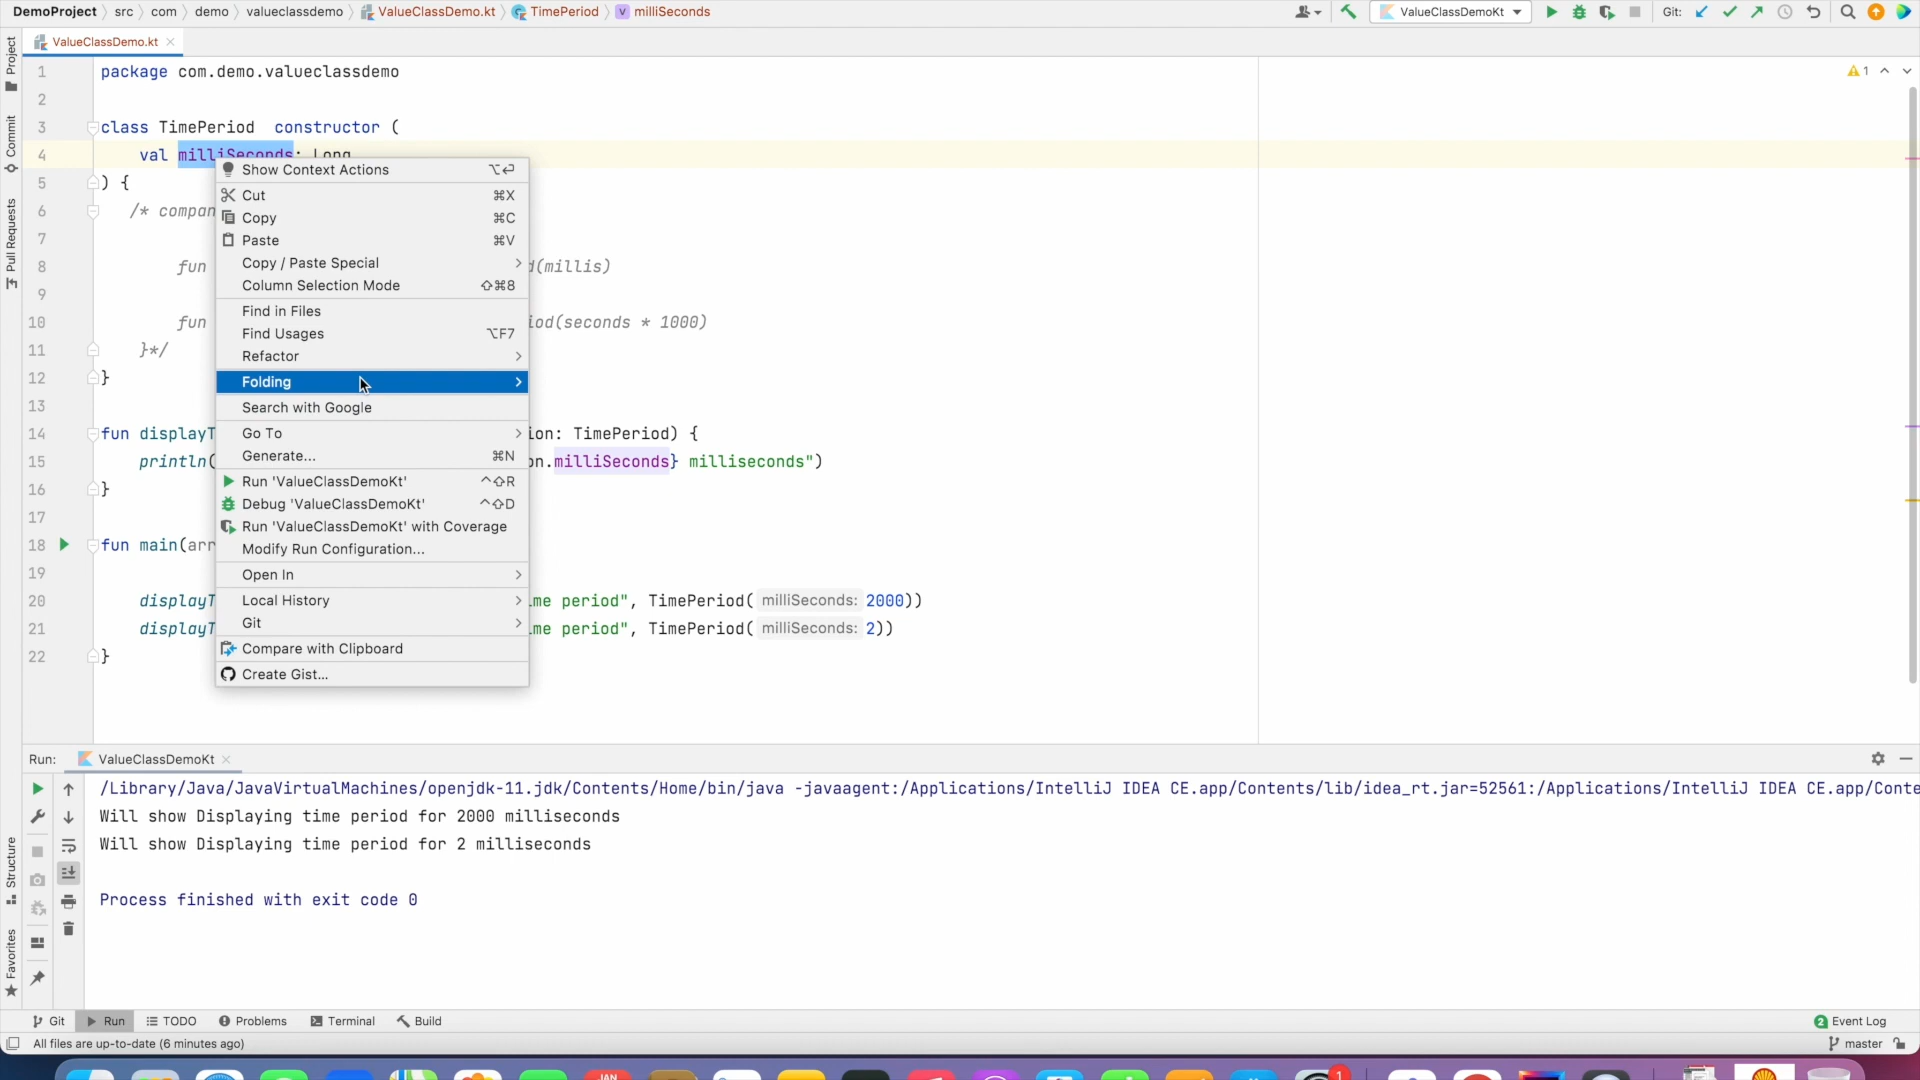 DemoProject src com demo valueclassdemo ValueClassDemo.kt TimePeriod v milliSeconds ValueClassDemoKt Git:
ValueClassDemo.kt
Project
Commit
Pull Requests
1 package com.demo.valueclassdemo
1
2
3 class TimePeriod constructor (
4 val milliSeconds: Long
5 ) {
6 /* compan
7
8 fun d(millis)
9
10 fun iod(seconds * 1000)
11 }*/
12 }
13
14 fun displayT ion: TimePeriod) {
15 println( on.milliSeconds} milliseconds")
16 }
17
18 fun main(arr
19
20 displayT me period", TimePeriod( milliSeconds: 2000))
21 displayT me period", TimePeriod( milliSeconds: 2))
22 }
Show Context Actions ⌥⏎
Cut ⌘X
Copy ⌘C
Paste ⌘V
Copy / Paste Special
Column Selection Mode ⇧⌘8
Find in Files
Find Usages ⌥F7
Refactor
Folding
Search with Google
Go To
Generate... ⌘N
Run 'ValueClassDemoKt' ^⇧R
Debug 'ValueClassDemoKt' ^⇧D
Run 'ValueClassDemoKt' with Coverage
Modify Run Configuration...
Open In
Local History
Git
Compare with Clipboard
Create Gist...
Run: ValueClassDemoKt
/Library/Java/JavaVirtualMachines/openjdk-11.jdk/Contents/Home/bin/java -javaagent:/Applications/IntelliJ IDEA CE.app/Contents/lib/idea_rt.jar=52561:/Applications/IntelliJ IDEA CE.app/Conte
Will show Displaying time period for 2000 milliseconds
Will show Displaying time period for 2 milliseconds
Process finished with exit code 0
Structure
Favorites
Git Run TODO Problems Terminal Build 2 Event Log
All files are up-to-date (6 minutes ago) master
JAN 1